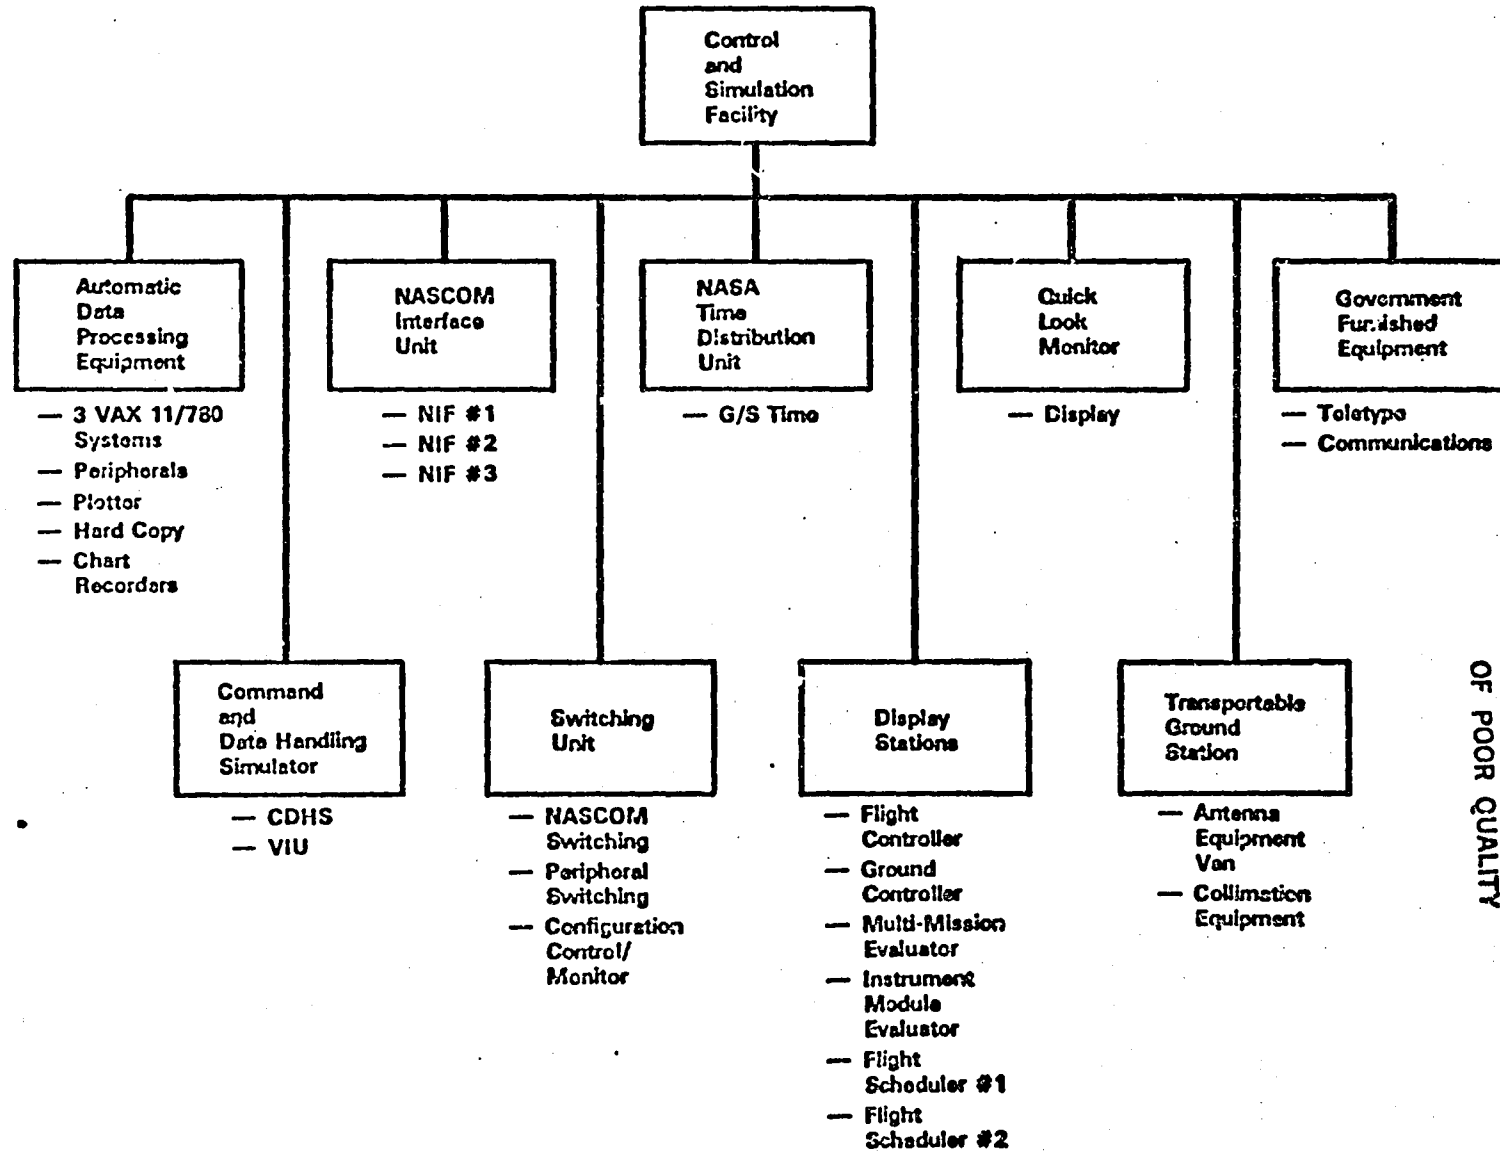 Control
and
Simulation
Facility
Automatic
Data
Processing
Equipment
— 3 VAX 11/780
Systems
— Peripherals
— Plotter
— Hard Copy
— Chart
Recorders
NASCOM
Interface
Unit
— NIF #1
— NIF #2
— NIF #3
NASA
Time
Distribution
Unit
— G/S Time
Quick
Look
Monitor
— Display
Government
Furnished
Equipment
— Teletype
— Communications
Command
and
Data Handling
Simulator
— CDHS
— VIU
Switching
Unit
— NASCOM
Switching
— Peripheral
Switching
— Configuration
Control/
Monitor
Display
Stations
— Flight
Controller
— Ground
Controller
— Multi-Mission
Evaluator
— Instrument
Module
Evaluator
— Flight
Scheduler #1
— Flight
Scheduler #2
Transportable
Ground
Station
— Antenna
Equipment
Van
— Collimation
Equipment
OF POOR QUALITY